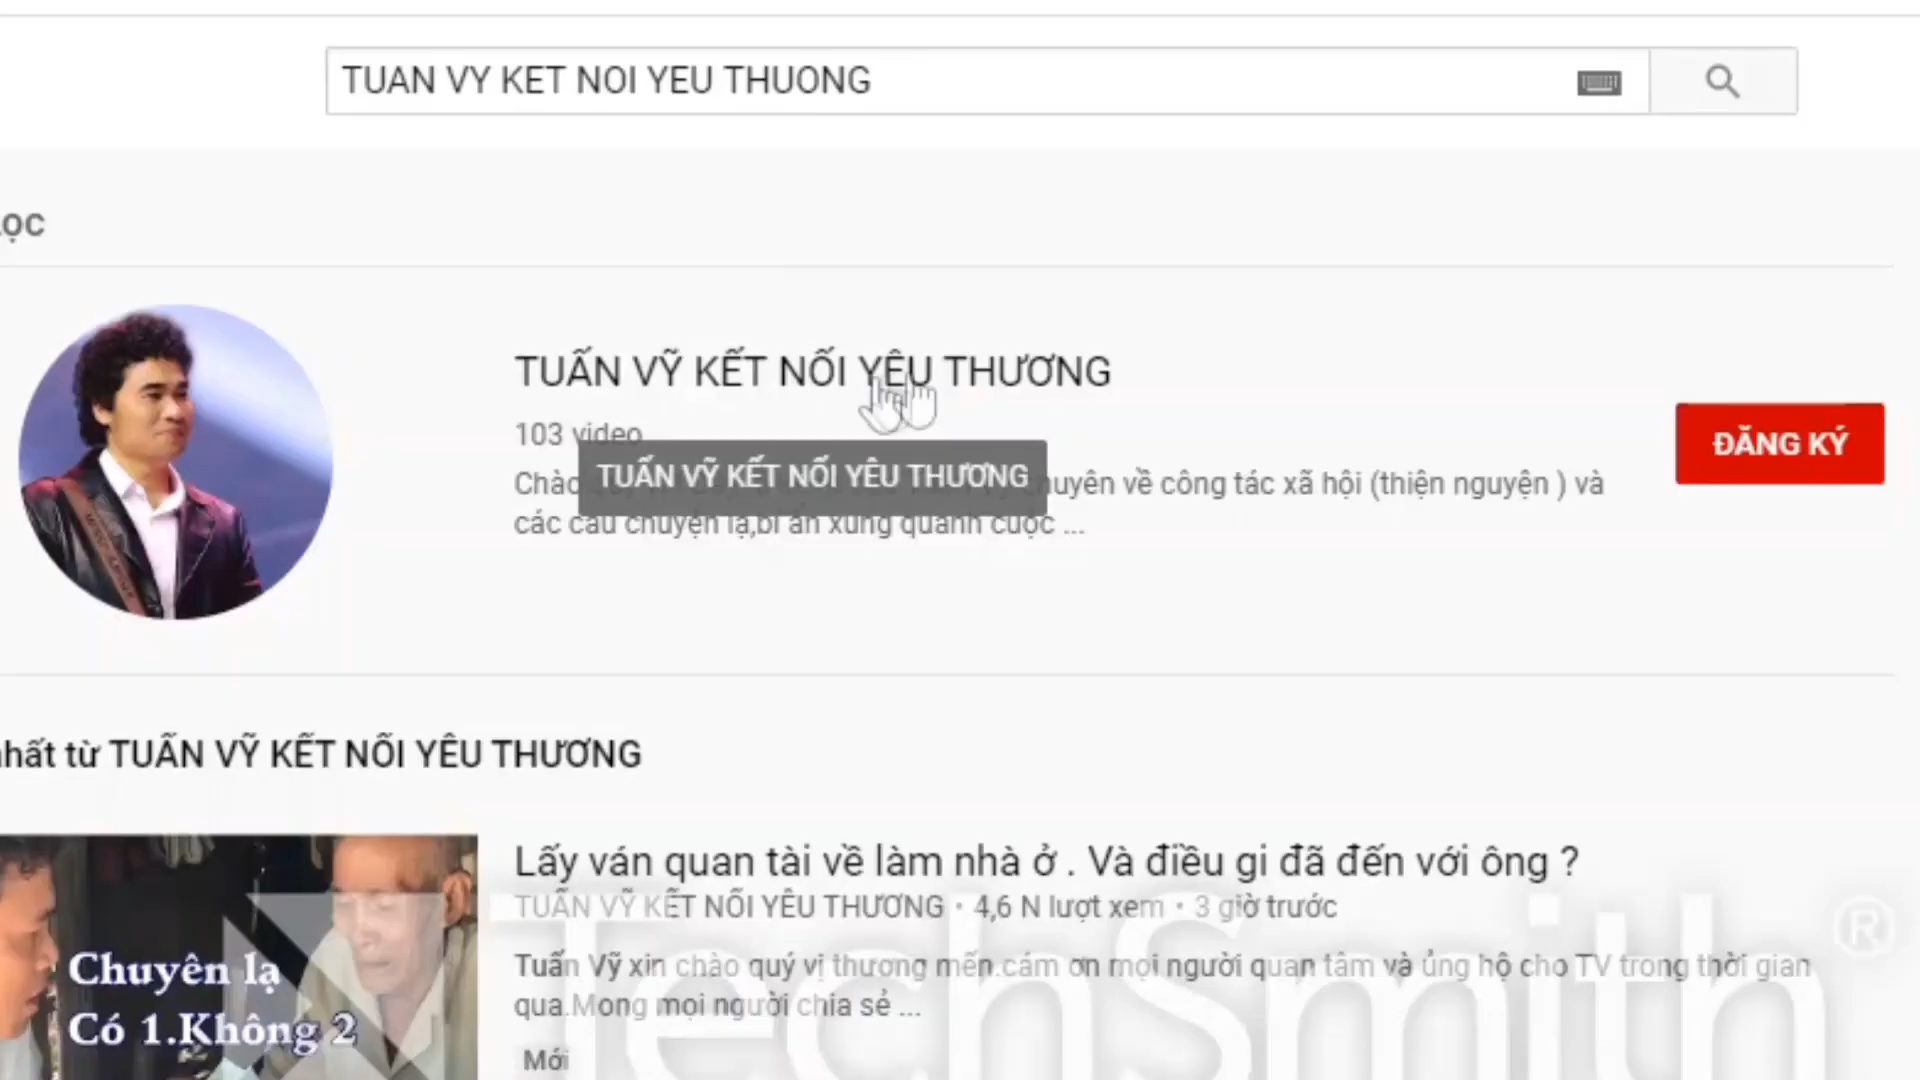 TUAN VY KET NOI YEU THUONG
LỌC
TUẤN VỸ KẾT NỐI YÊU THƯƠNG
103 video
TUẤN VỸ KẾT NỐI YÊU THƯƠNG
ĐĂNG KÝ
Chào chuyên về công tác xã hội (thiện nguyện ) và
các câu chuyện lạ,bí ẩn xung quanh cuộc ...
nhất từ TUẤN VỸ KẾT NỐI YÊU THƯƠNG
Lấy ván quan tài về làm nhà ở . Và điều gi đã đến với ông ?
TUẤN VỸ KẾT NỐI YÊU THƯƠNG • 4,6 N lượt xem • 3 giờ trước
Tuấn Vỹ xin chào quý vị thương mến.cám ơn mọi người quan tâm và ủng hộ cho TV trong thời gian
qua.Mong mọi người chia sẻ ...
Mới
Chuyên lạ
Có 1.Không 2
TechSmith®